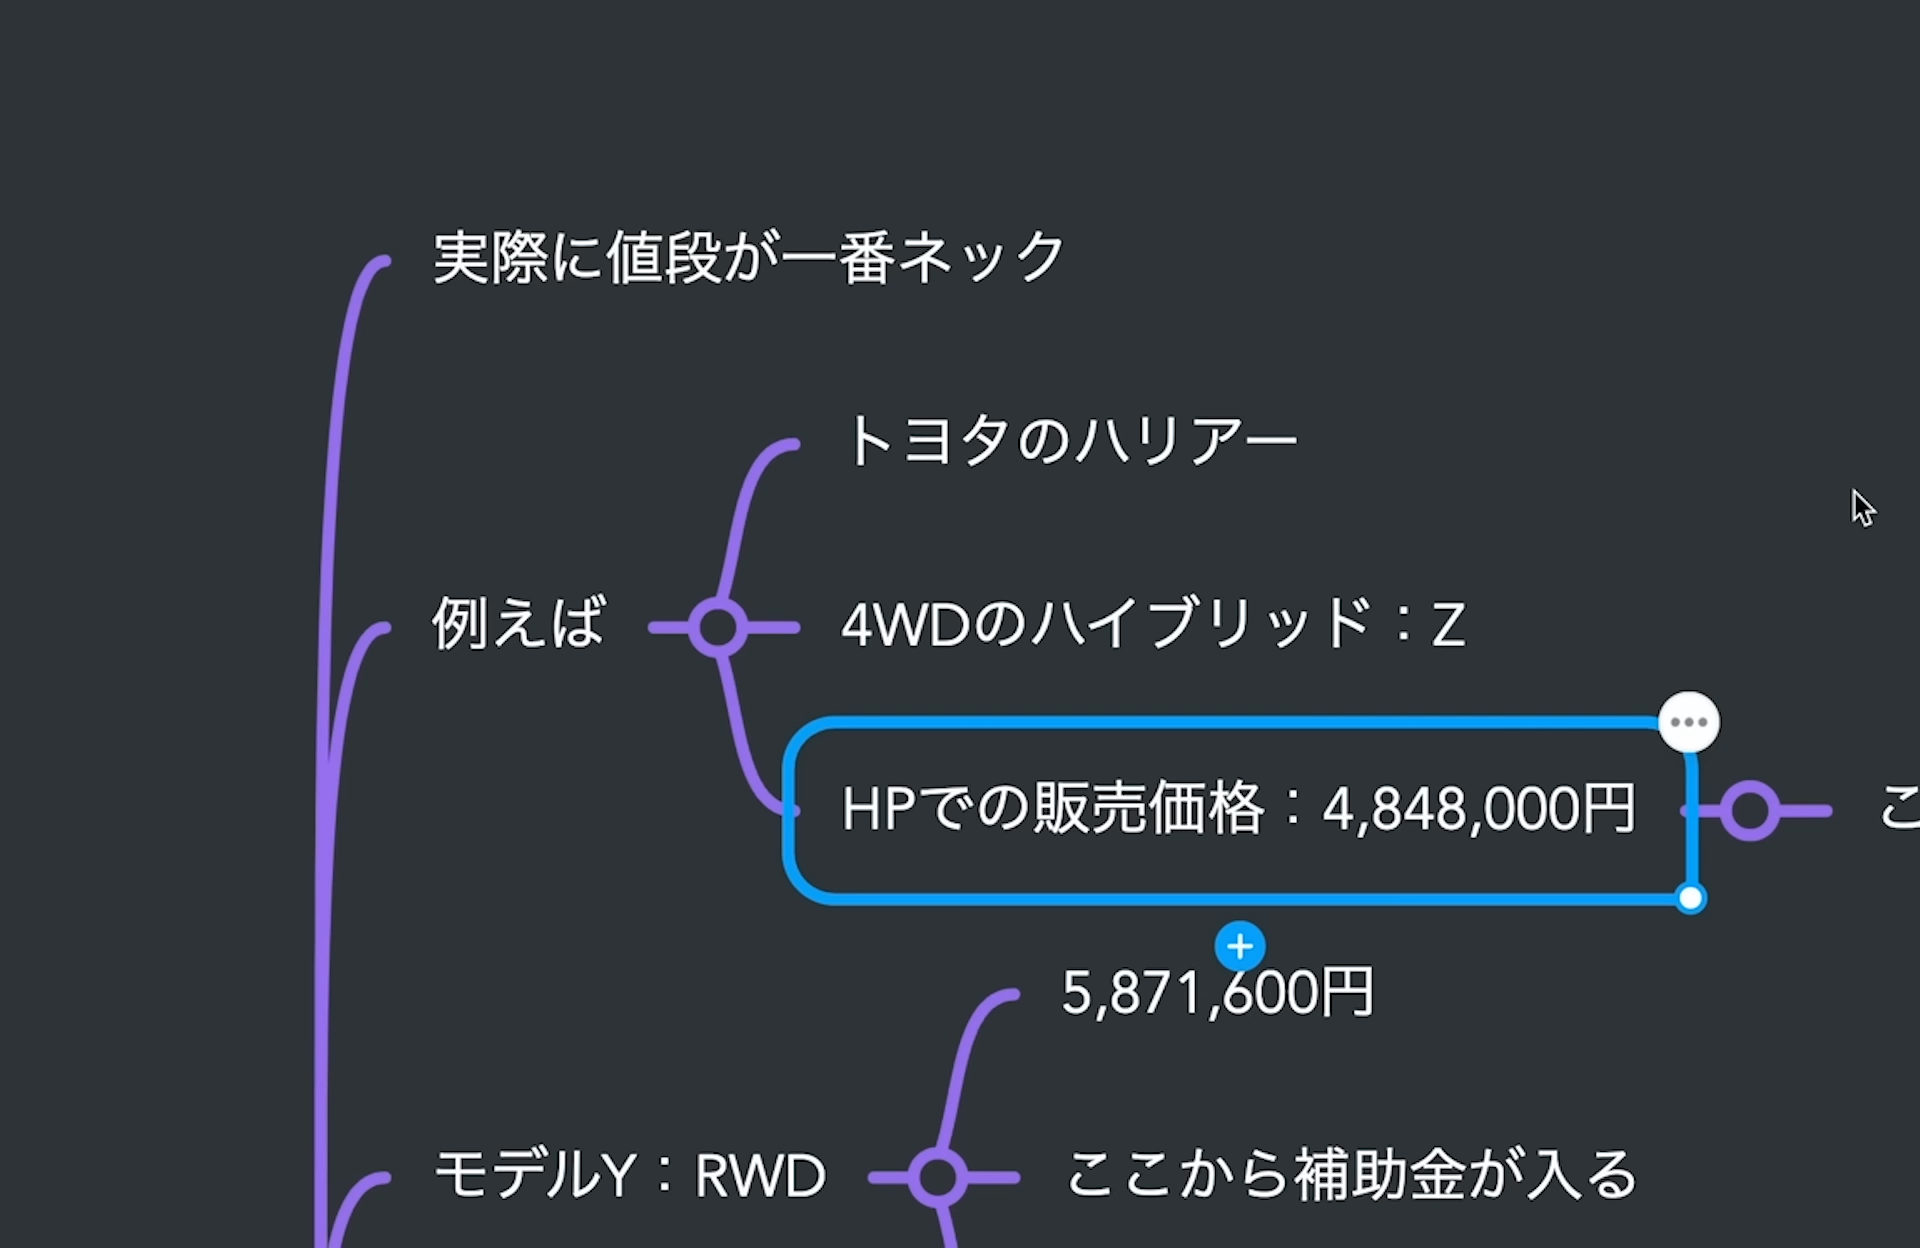 実際に値段が一番ネック
トヨタのハリアー
例えば
4WDのハイブリッド：Z
HPでの販売価格：4,848,000円
こ
5,871,600円
モデルY：RWD
ここから補助金が入る